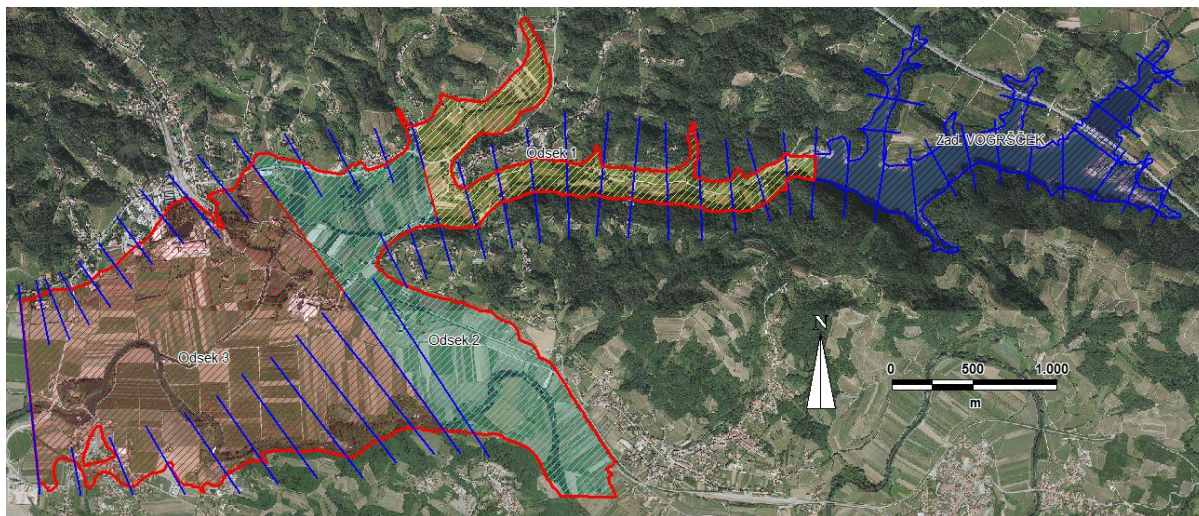 Zad. VOGRŠČEK
Odsek 1
Odsek 2
Odsek 3
N
0 500 1.000
m